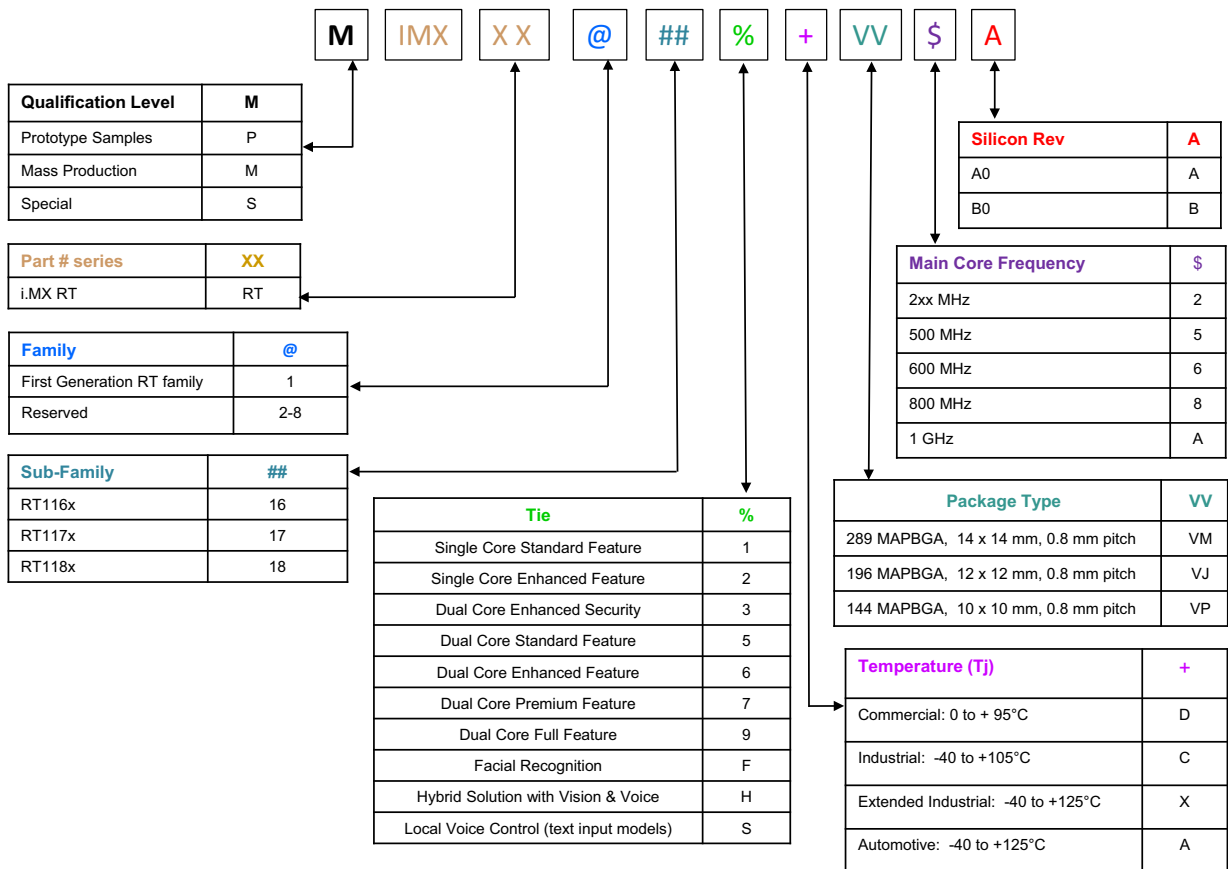 M IMX X X @ ## % + VV $ A
Qualification Level M
Prototype Samples P
Mass Production M
Special S
Part # series XX
i.MX RT RT
Family @
First Generation RT family 1
Reserved 2-8
Sub-Family ##
RT116x 16
RT117x 17
RT118x 18
Tie %
Single Core Standard Feature 1
Single Core Enhanced Feature 2
Dual Core Enhanced Security 3
Dual Core Standard Feature 5
Dual Core Enhanced Feature 6
Dual Core Premium Feature 7
Dual Core Full Feature 9
Facial Recognition F
Hybrid Solution with Vision & Voice H
Local Voice Control (text input models) S
Silicon Rev A
A0 A
B0 B
Main Core Frequency $
2xx MHz 2
500 MHz 5
600 MHz 6
800 MHz 8
1 GHz A
Package Type VV
289 MAPBGA, 14 x 14 mm, 0.8 mm pitch VM
196 MAPBGA, 12 x 12 mm, 0.8 mm pitch VJ
144 MAPBGA, 10 x 10 mm, 0.8 mm pitch VP
Temperature (Tj) +
Commercial: 0 to + 95°C D
Industrial: -40 to +105°C C
Extended Industrial: -40 to +125°C X
Automotive: -40 to +125°C A